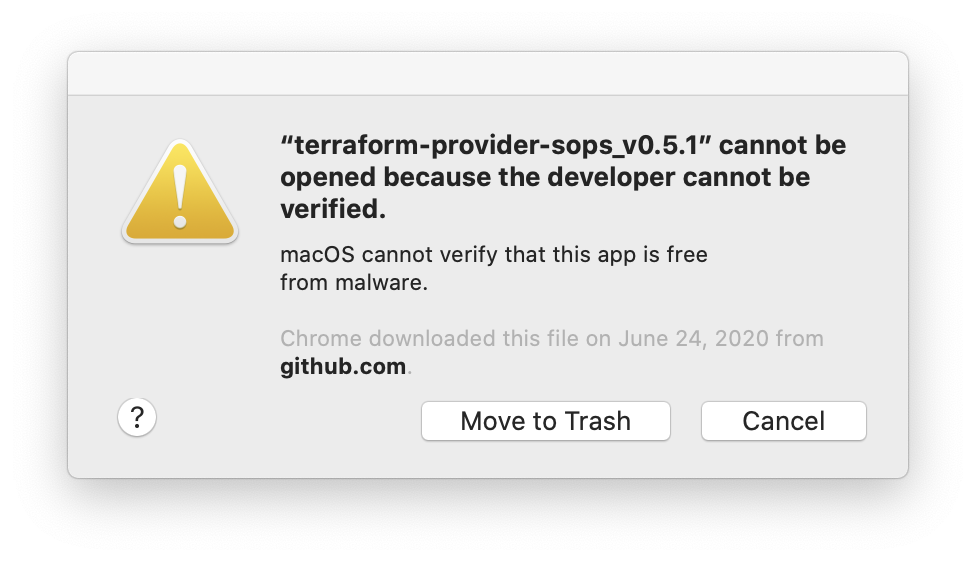 “terraform-provider-sops_v0.5.1” cannot be
opened because the developer cannot be
verified.
macOS cannot verify that this app is free
from malware.
Chrome downloaded this file on June 24, 2020 from
github.com.
?
Move to Trash
Cancel